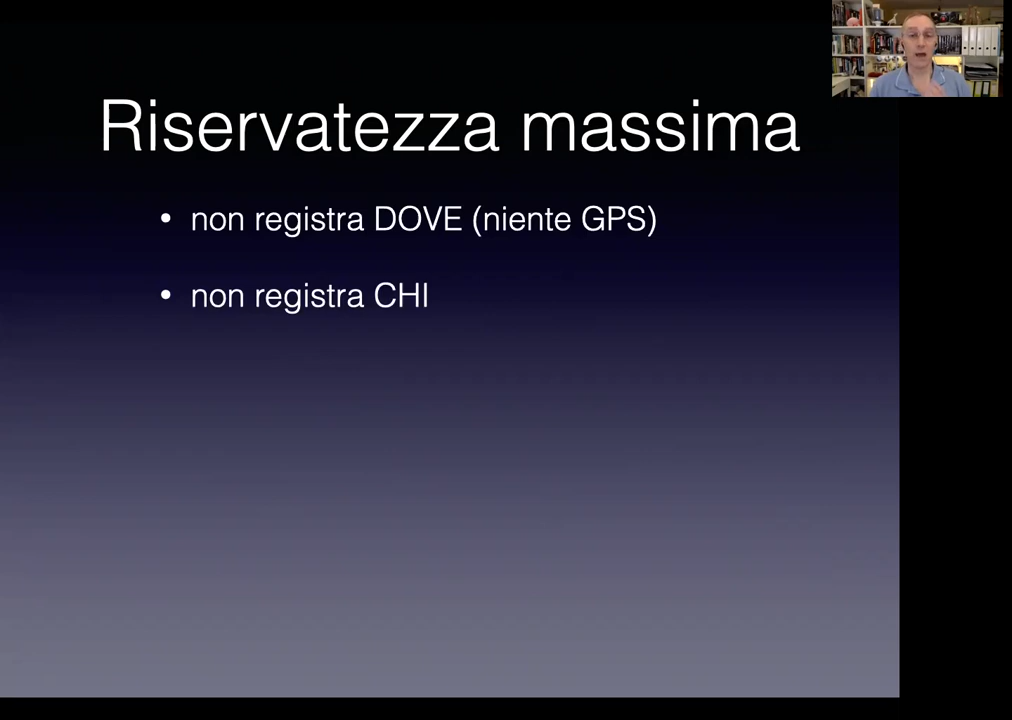 Riservatezza massima
• non registra DOVE (niente GPS)
• non registra CHI